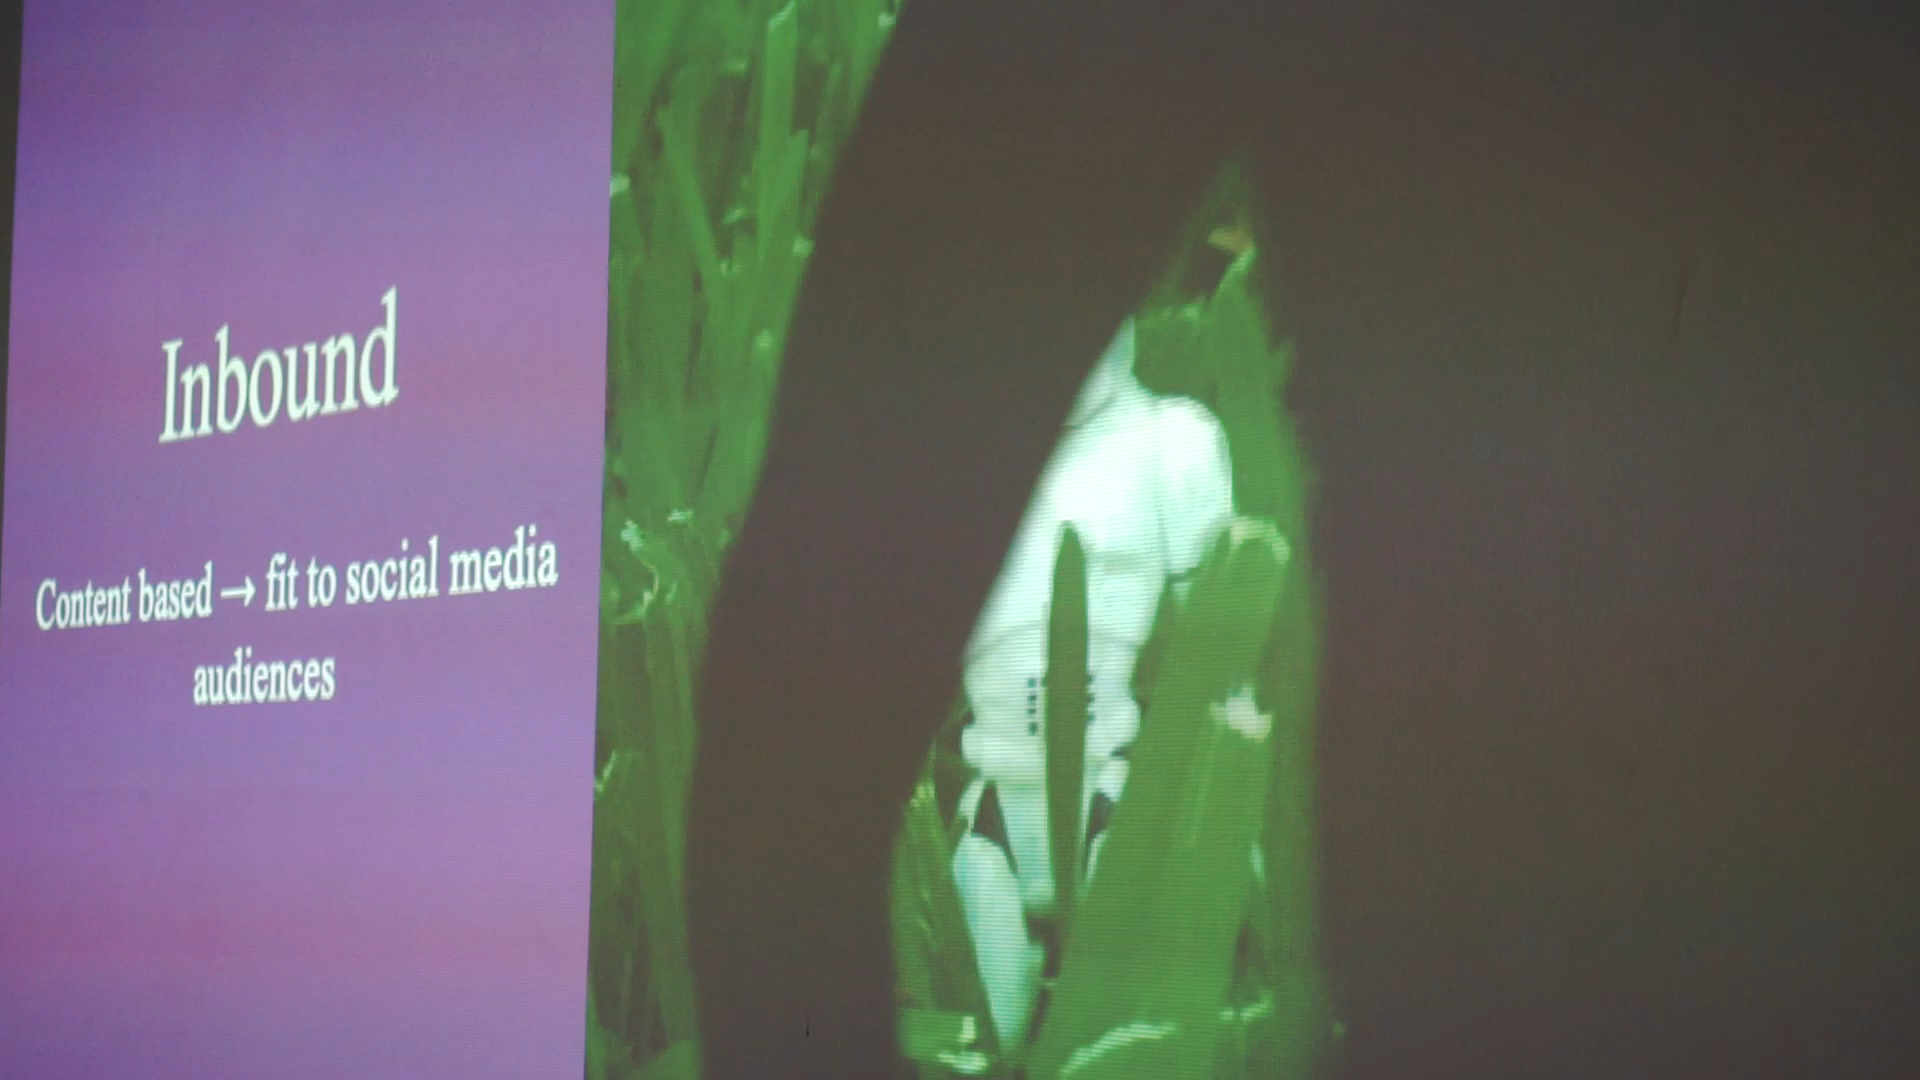 Inbound
Content based → fit to social media
audiences